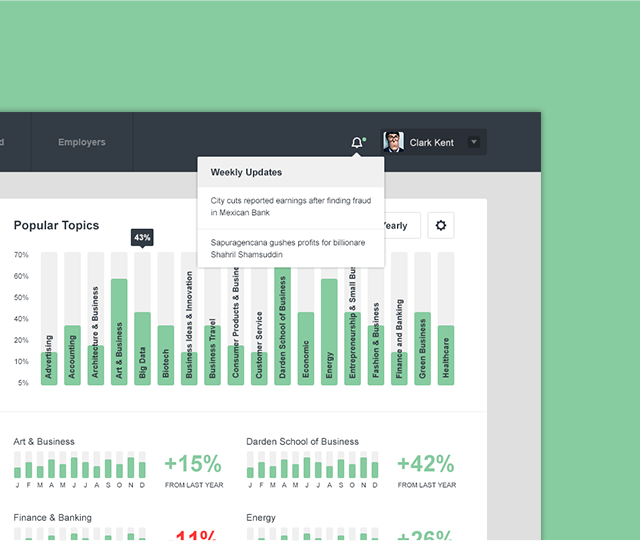 d
Employers
Clark Kent
Weekly Updates
City cuts reported earnings after finding fraud
in Mexican Bank
Sapuragencana gushes profits for billionare
Shahril Shamsuddin
Popular Topics
Yearly
43%
70%
60%
50%
40%
20%
10%
5%
Advertising
Accounting
Architecture & Business
Art & Business
Big Data
Biotech
Business Ideas & Innovation
Business Travel
Consumer Products & Busine
Customer Service
Darden School of Business
Economic
Energy
Entrepreneurship & Small Bus
Fashion & Business
Finance and Banking
Green Business
Healthcare
Art & Business
J F M A M J J A S O N D
+15%
FROM LAST YEAR
Darden School of Business
J F M A M J J A S O N D
+42%
FROM LAST YEAR
Finance & Banking
-11%
Energy
+26%